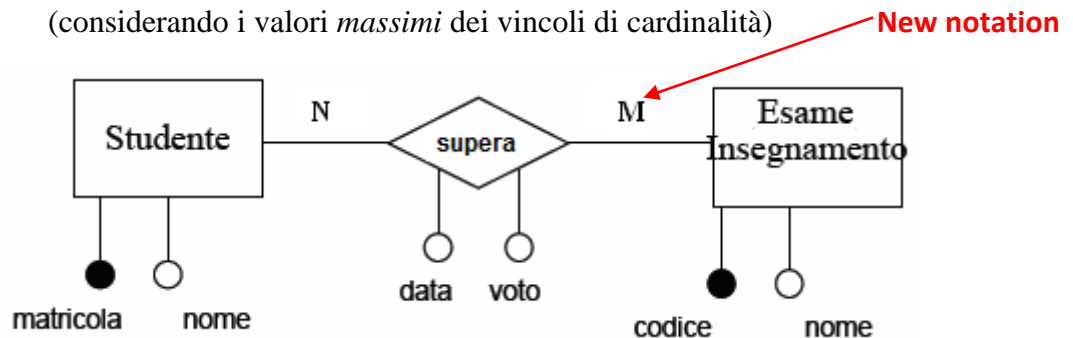 (considerando i valori massimi dei vincoli di cardinalità) New notation
N M
Studente supera Esame
Insegnamento
data voto
matricola nome codice nome